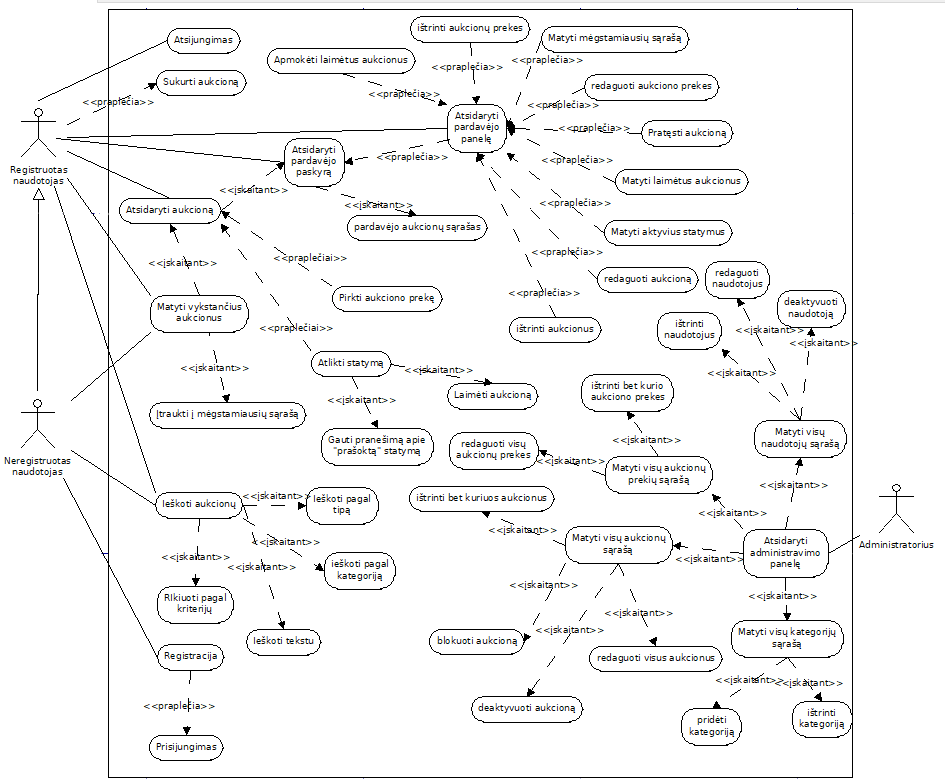 ištrinti aukcionų prekes
Atsijungimas
Matyti mėgstamiausių sąrašą
Apmokėti laimėtus aukcionus
<<praplečia>>
<<praplečia>>
Sukurti aukcioną
<<praplečia>>
redaguoti aukciono prekes
<<praplečia>>
<<praplečia>>
Atsidaryti
pardavėjo
panelę
<<praplečia>>
Pratęsti aukcioną
Registruotas
naudotojas
Atsidaryti
pardavėjo
paskyrą
<<praplečia>>
<<praplečia>>
Matyti laimėtus aukcionus
<<įskaitant>>
<<įskaitant>>
<<praplečia>>
Atsidaryti aukcioną
pardavėjo aukcionų sąrašas
Matyti aktyvius statymus
<<praplečiai>>
<<praplečia>>
<<įskaitant>>
redaguoti aukcioną
redaguoti
naudotojus
<<praplečia>>
Pirkti aukciono prekę
Matyti vykstančius
aukcionus
deaktyvuoti
naudotoją
<<praplečiai>>
ištrinti aukcionus
ištrinti
naudotojus
<<įskaitant>>
<<įskaitant>>
<<įskaitant>>
Atlikti statymą
<<įskaitant>>
<<įskaitant>>
<<įskaitant>>
Laimėti aukcioną
ištrinti bet kurio
aukciono prekes
Įtraukti į mėgstamiausių sąrašą
Gauti pranešimą apie
"prašoktą" statymą
<<įskaitant>>
Matyti visų
naudotojų sąrašą
Neregistruotas
naudotojas
redaguoti visų
aukcionų prekes
<<įskaitant>>
Matyti visų aukcionų
prekių sąrašą
<<įskaitant>>
<<įskaitant>>
Ieškoti aukcionų
Ieškoti pagal
tipą
ištrinti bet kuriuos aukcionus
<<įskaitant>>
<<įskaitant>>
<<įskaitant>>
Matyti visų aukcionų
sąrašą
Atsidaryti
administravimo
panelę
Administratorius
<<įskaitant>>
<<įskaitant>>
<<įskaitant>>
ieškoti pagal
kategoriją
<<įskaitant>>
<<įskaitant>>
RIkiuoti pagal
kriterijų
<<įskaitant>>
<<įskaitant>>
Ieškoti tekstu
blokuoti aukcioną
Matyti visų kategorijų
sąrašą
Registracija
redaguoti visus aukcionus
<<įskaitant>>
<<įskaitant>>
<<praplečia>>
deaktyvuoti aukcioną
pridėti
kategoriją
ištrinti
kategoriją
Prisijungimas